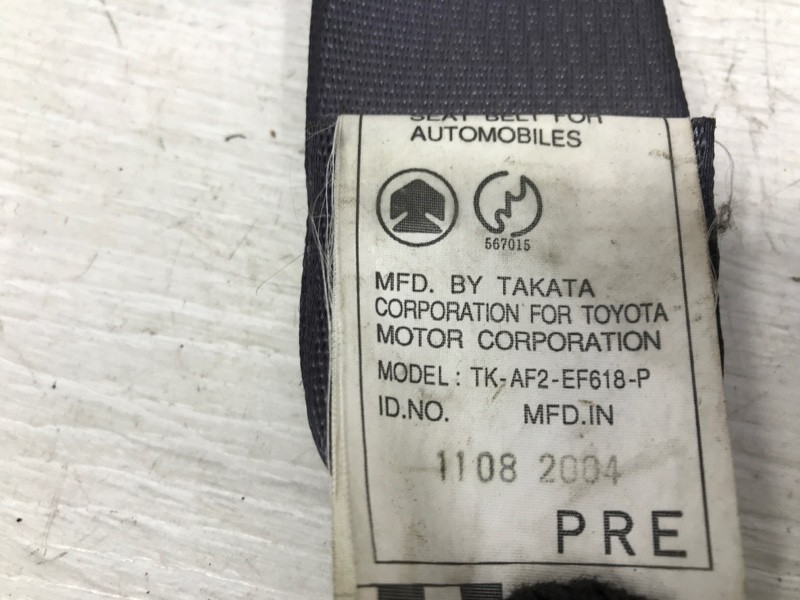 SEAT BELT FOR
AUTOMOBILES
567015
MFD. BY TAKATA
CORPORATION FOR TOYOTA
MOTOR CORPORATION
MODEL : TK-AF2-EF618-P
ID.NO. MFD.IN
1108 2004
PRE